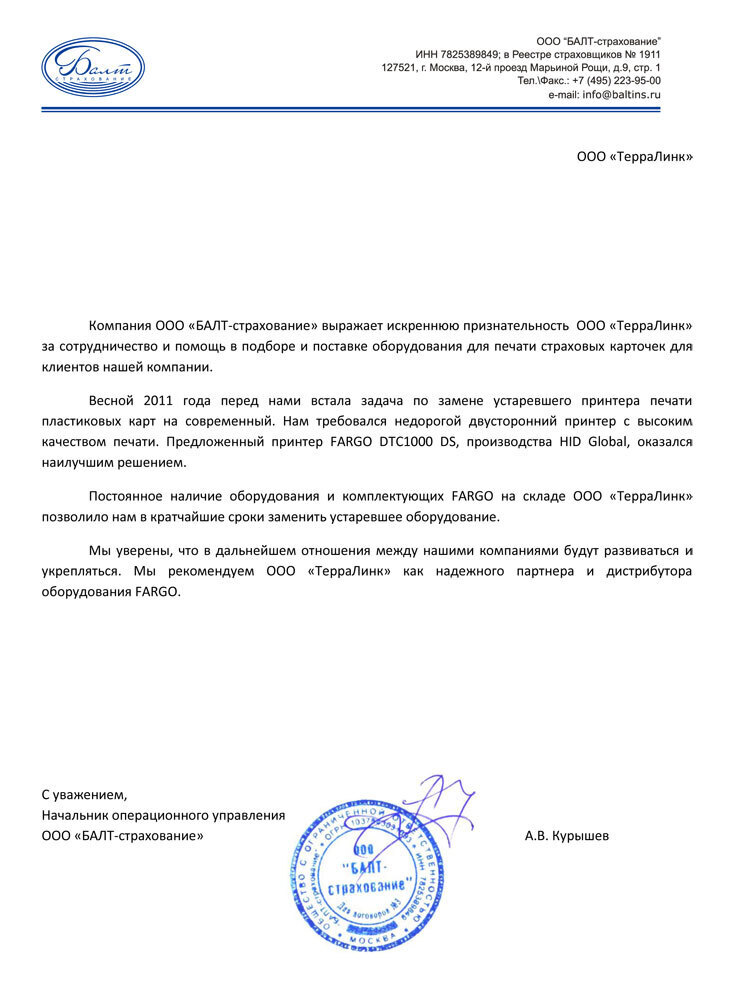 Балт
СТРАХОВАНИЕ
ООО “БАЛТ-страхование”
ИНН 7825389849; в Реестре страховщиков № 1911
127521, г. Москва, 12-й проезд Марьиной Рощи, д.9, стр. 1
Тел.\Факс.: +7 (495) 223-95-00
e-mail: info@baltins.ru
ООО «ТерраЛинк»
Компания ООО «БАЛТ-страхование» выражает искреннюю признательность ООО «ТерраЛинк»
за сотрудничество и помощь в подборе и поставке оборудования для печати страховых карточек для
клиентов нашей компании.
Весной 2011 года перед нами встала задача по замене устаревшего принтера печати
пластиковых карт на современный. Нам требовался недорогой двусторонний принтер с высоким
качеством печати. Предложенный принтер FARGO DTC1000 DS, производства HID Global, оказался
наилучшим решением.
Постоянное наличие оборудования и комплектующих FARGO на складе ООО «ТерраЛинк»
позволило нам в кратчайшие сроки заменить устаревшее оборудование.
Мы уверены, что в дальнейшем отношения между нашими компаниями будут развиваться и
укрепляться. Мы рекомендуем ООО «ТерраЛинк» как надежного партнера и дистрибутора
оборудования FARGO.
С уважением,
Начальник операционного управления
ООО «БАЛТ-страхование»
А.В. Курышев
ОБЩЕСТВО С ОГРАНИЧЕННОЙ ОТВЕТСТВЕННОСТЬЮ
МОСКВА
"БАЛТ-страхование" * ОГРН * ИНН 7825389849
ООО
"БАЛТ-
страхование"
Для договоров №3